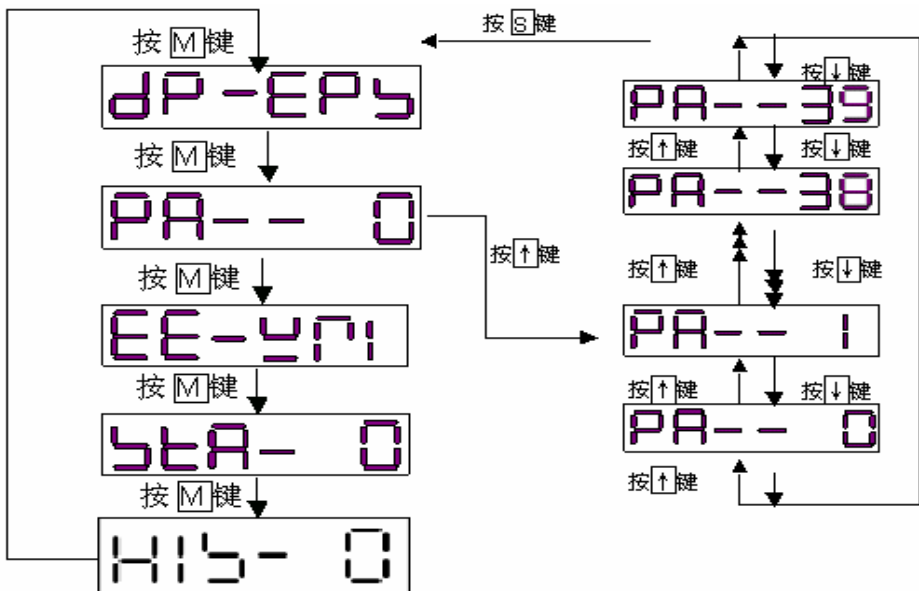 按M键
dP-EPS
按M键
PA-- 0
按M键
EE-ym
按M键
StA- 0
按M键
HIS- 0
按S键
按↑键
按↓键
PA--39
按↑键
按↓键
PA--38
按↑键
按↓键
PA-- 1
按↑键
按↓键
PA-- 0
按↑键